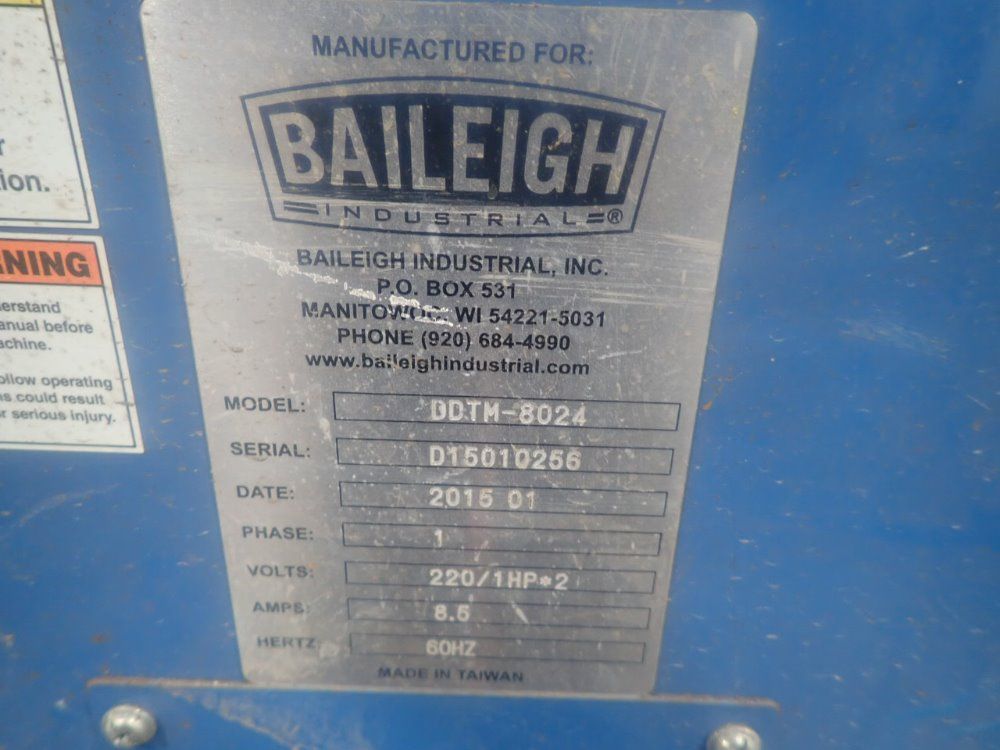 MANUFACTURED FOR:
BAILEIGH
INDUSTRIAL®
BAILEIGH INDUSTRIAL, INC.
P.O. BOX 531
MANITOWOC, WI 54221-5031
PHONE (920) 684-4990
www.baileighindustrial.com
MODEL: DDTM-8024
SERIAL: D15010256
DATE: 2015 01
PHASE: 1
VOLTS: 220/1HP*2
AMPS: 8.5
HERTZ: 60HZ
MADE IN TAIWAN
r
ion.
NING
erstand
anual before
achine.
ollow operating
s could result
r serious injury.